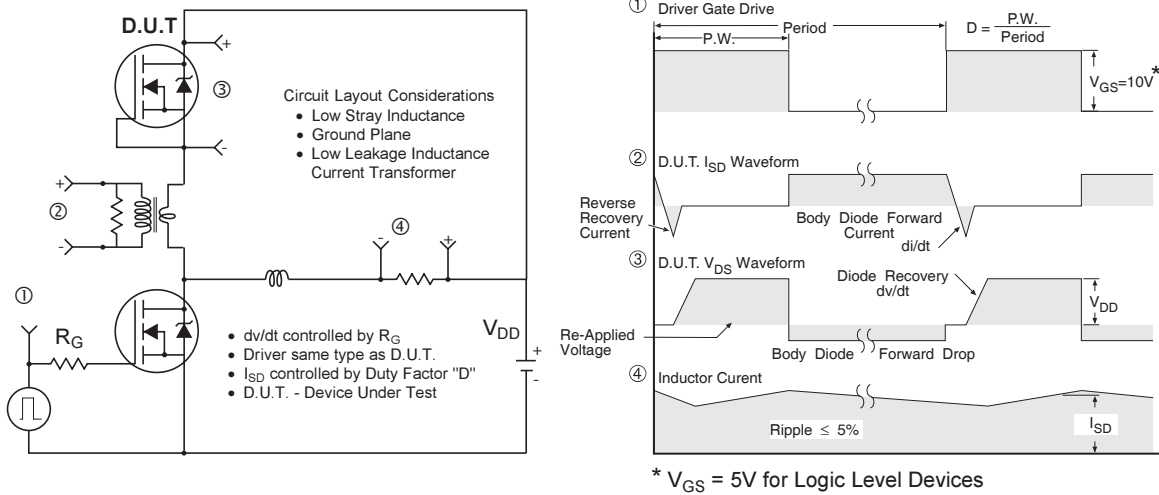 D.U.T
+
③
-
Circuit Layout Considerations
• Low Stray Inductance
• Ground Plane
• Low Leakage Inductance
Current Transformer
+
②
-
④
-
+
①
R_G
• dv/dt controlled by R_G
• Driver same type as D.U.T.
• I_SD controlled by Duty Factor "D"
• D.U.T. - Device Under Test
V_DD
+
-
① Driver Gate Drive
P.W.
Period
D = P.W. / Period
V_GS=10V*
② D.U.T. I_SD Waveform
Reverse
Recovery
Current
Body Diode Forward
Current
di/dt
③ D.U.T. V_DS Waveform
Diode Recovery
dv/dt
V_DD
Re-Applied
Voltage
Body Diode Forward Drop
④ Inductor Curent
Ripple ≤ 5%
I_SD
* V_GS = 5V for Logic Level Devices